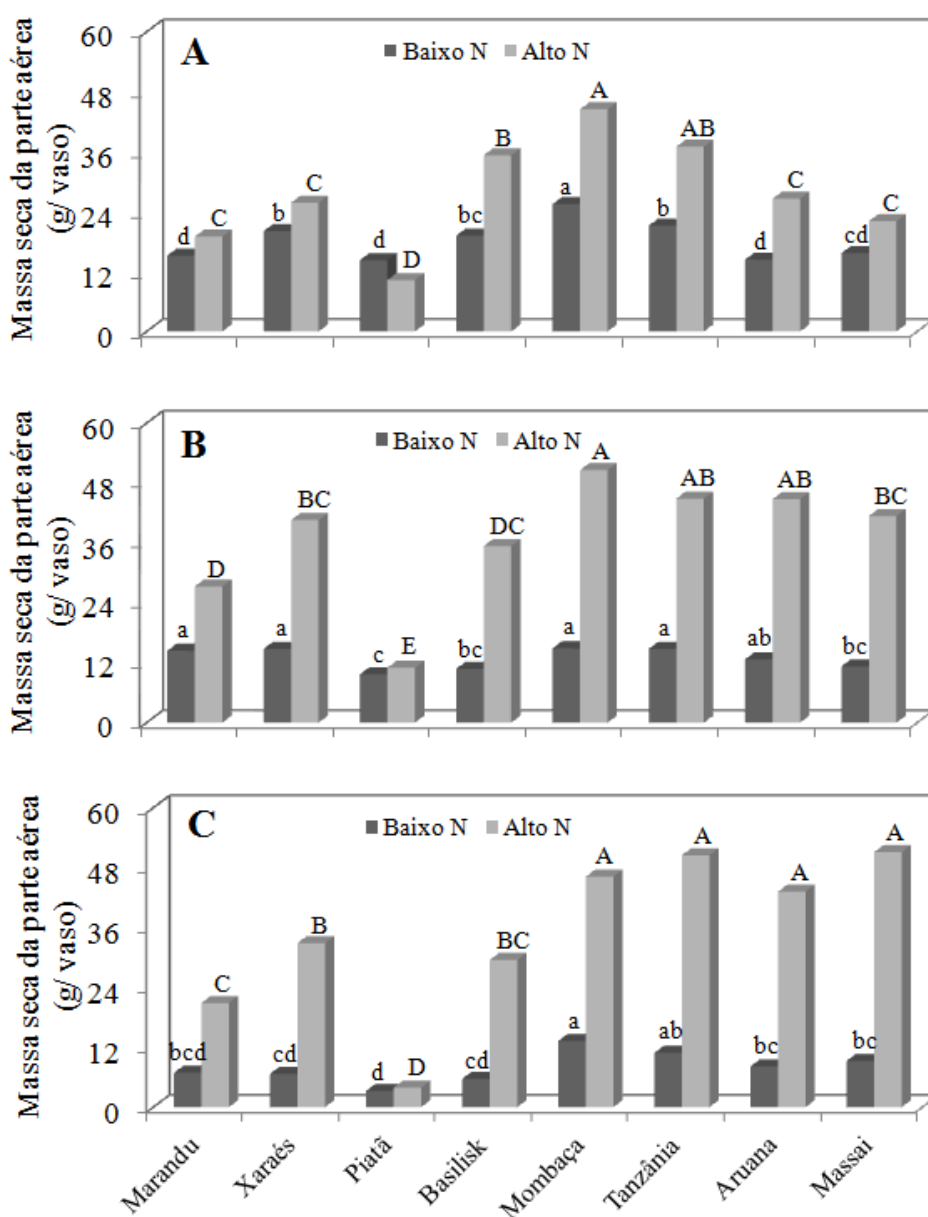 A
Baixo N Alto N
Massa seca da parte aérea
(g/ vaso)
60
48
36
24
12
0
d C b C d D bc B a A b AB d C cd C
B
Baixo N Alto N
Massa seca da parte aérea
(g/ vaso)
60
48
36
24
12
0
a D a BC c E bc DC a A a AB ab AB bc BC
C
Baixo N Alto N
Massa seca da parte aérea
(g/ vaso)
60
48
36
24
12
0
bcd C cd B d D cd BC a A ab A bc A bc A
Marandu
Xaraés
Piatã
Basilisk
Mombaça
Tanzânia
Aruana
Massai